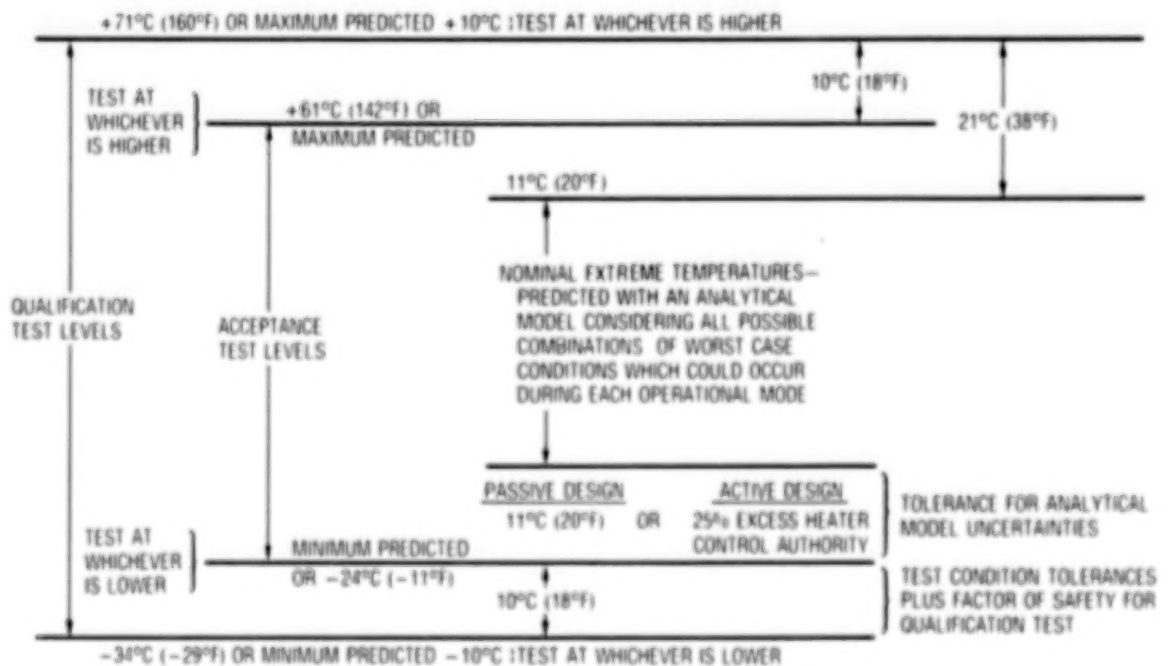 +71°C (160°F) OR MAXIMUM PREDICTED +10°C :TEST AT WHICHEVER IS HIGHER
10°C (18°F)
TEST AT
WHICHEVER
IS HIGHER
+61°C (142°F) OR
MAXIMUM PREDICTED
21°C (38°F)
11°C (20°F)
QUALIFICATION
TEST LEVELS
ACCEPTANCE
TEST LEVELS
NOMINAL EXTREME TEMPERATURES—
PREDICTED WITH AN ANALYTICAL
MODEL CONSIDERING ALL POSSIBLE
COMBINATIONS OF WORST CASE
CONDITIONS WHICH COULD OCCUR
DURING EACH OPERATIONAL MODE
PASSIVE DESIGN
11°C (20°F) OR
ACTIVE DESIGN
25% EXCESS HEATER
CONTROL AUTHORITY
TOLERANCE FOR ANALYTICAL
MODEL UNCERTAINTIES
TEST AT
WHICHEVER
IS LOWER
MINIMUM PREDICTED
OR −24°C (−11°F)
10°C (18°F)
TEST CONDITION TOLERANCES
PLUS FACTOR OF SAFETY FOR
QUALIFICATION TEST
−34°C (−29°F) OR MINIMUM PREDICTED −10°C :TEST AT WHICHEVER IS LOWER